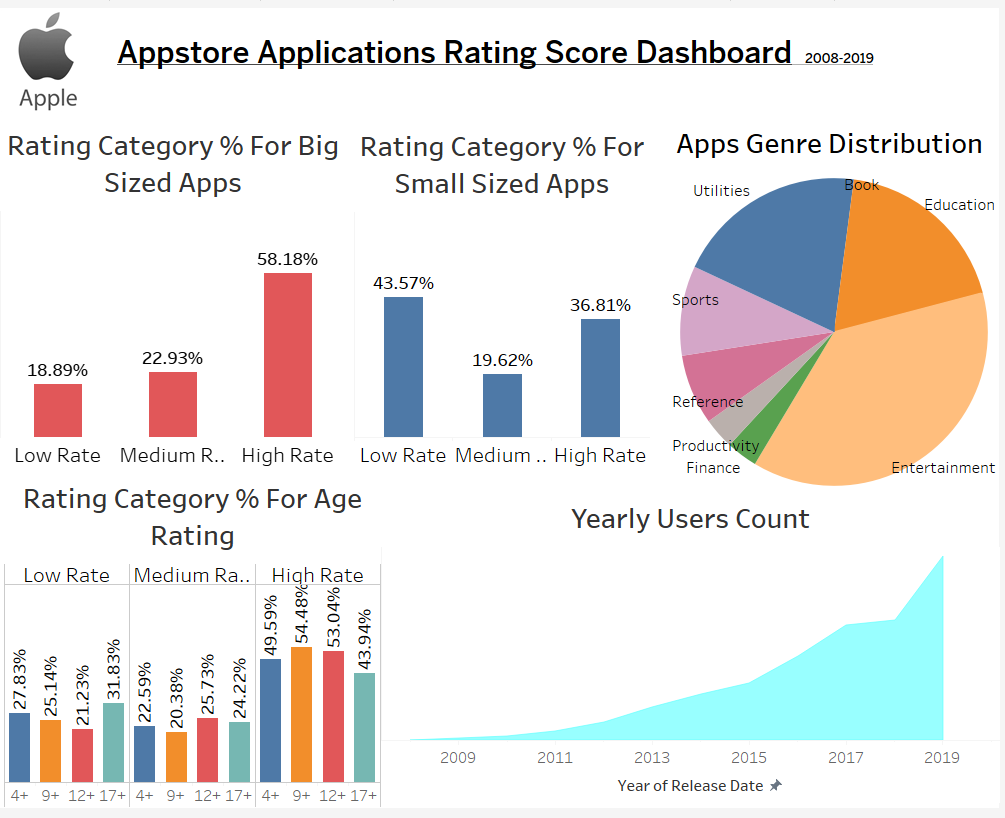 Apple
Appstore Applications Rating Score Dashboard 2008-2019
Rating Category % For Big
Sized Apps
18.89%
22.93%
58.18%
Low Rate
Medium R..
High Rate
Rating Category % For
Small Sized Apps
43.57%
19.62%
36.81%
Low Rate
Medium ..
High Rate
Apps Genre Distribution
Utilities
Book
Education
Sports
Reference
Productivity
Finance
Entertainment
Rating Category % For Age
Rating
Low Rate
Medium Ra..
High Rate
27.83%
25.14%
21.23%
31.83%
22.59%
20.38%
25.73%
24.22%
49.59%
54.48%
53.04%
43.94%
4+ 9+ 12+ 17+ 4+ 9+ 12+ 17+ 4+ 9+ 12+ 17+
Yearly Users Count
2009 2011 2013 2015 2017 2019
Year of Release Date